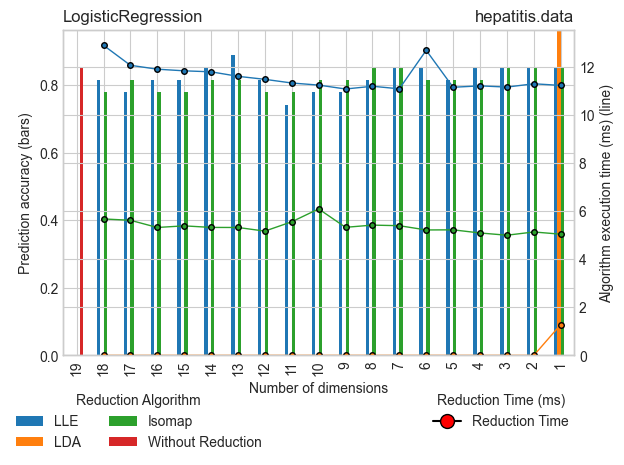 LogisticRegression
hepatitis.data
Prediction accuracy (bars)
0.0
0.2
0.4
0.6
0.8
Algorithm execution time (ms) (line)
0
2
4
6
8
10
12
19 18 17 16 15 14 13 12 11 10 9 8 7 6 5 4 3 2 1
Number of dimensions
Reduction Algorithm
LLE
LDA
Isomap
Without Reduction
Reduction Time (ms)
Reduction Time